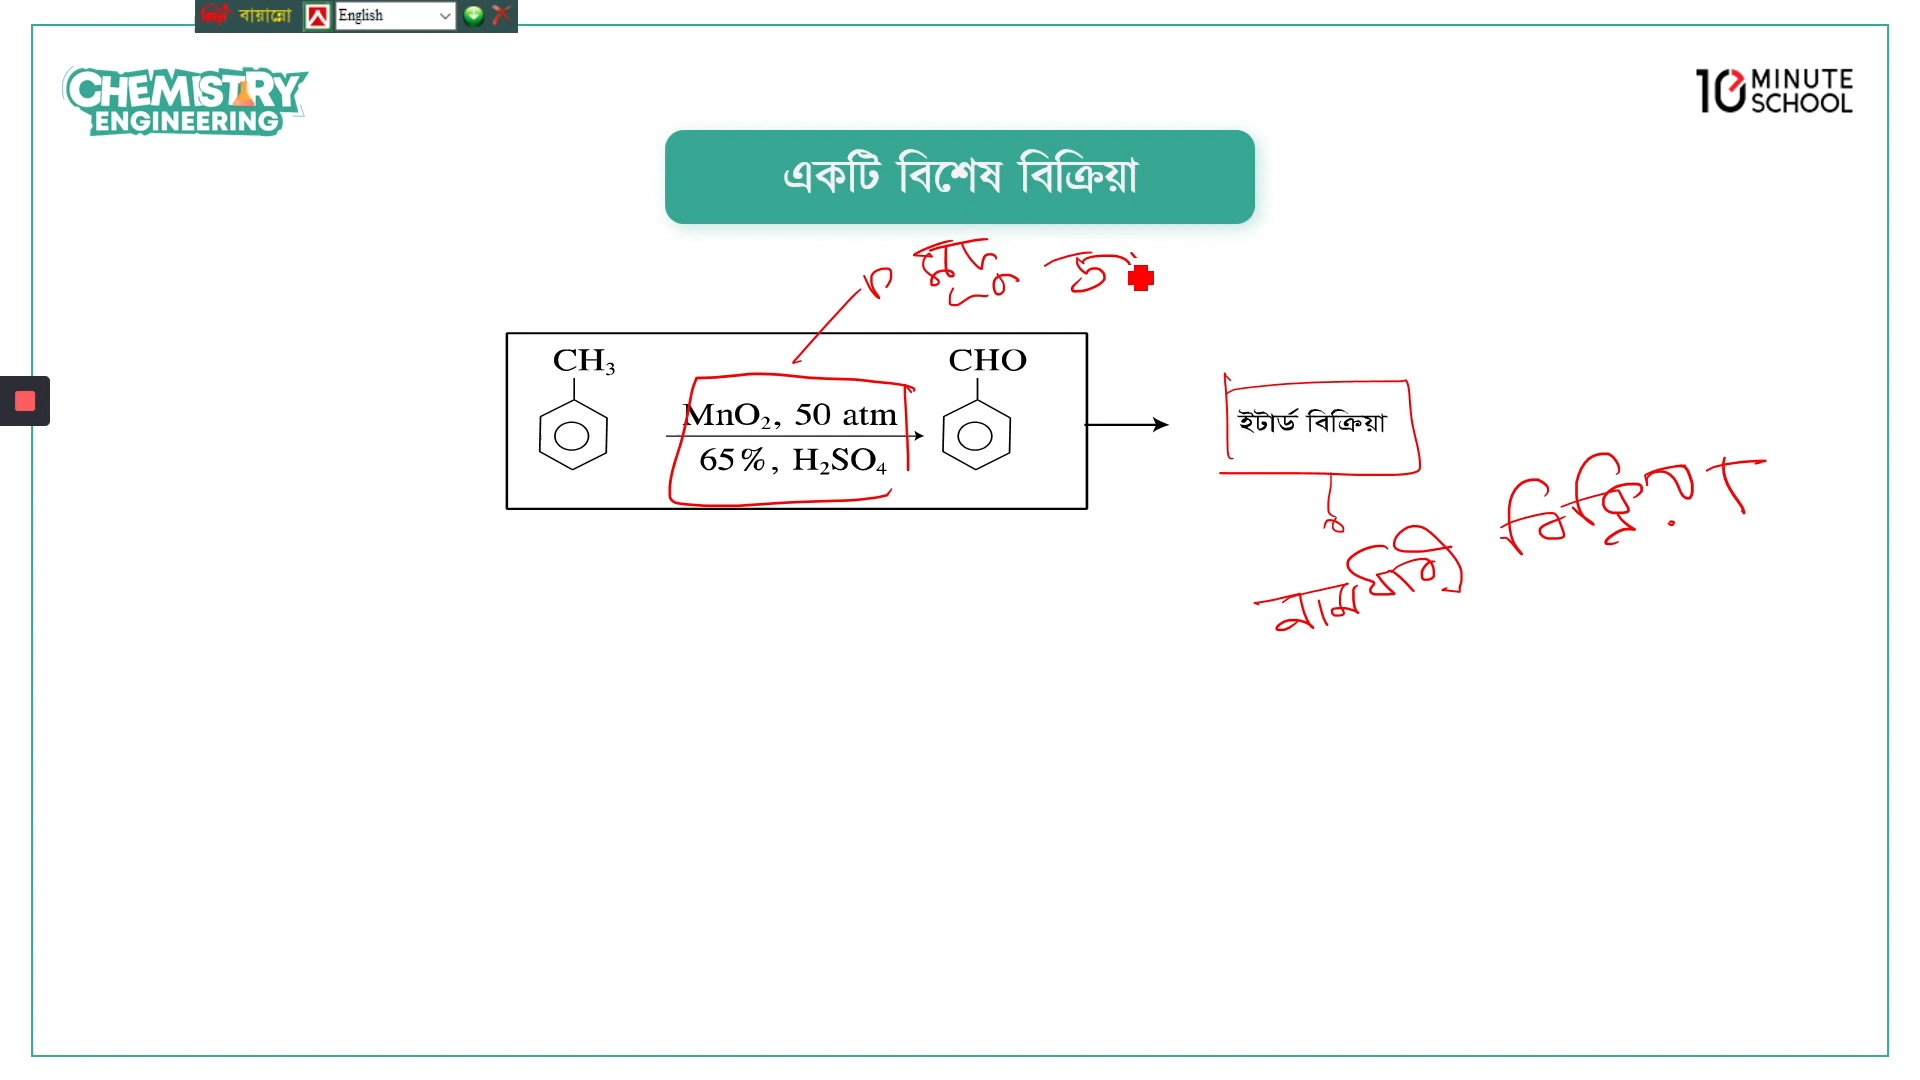 বায়ান্নো English
CHEMISTRY
ENGINEERING
10 MINUTE
SCHOOL
একটি বিশেষ বিক্রিয়া
মৃদু
CH₃
CHO
MnO₂, 50 atm
65%, H₂SO₄
ইটার্ড বিক্রিয়া
নামধারী বিক্রিয়া